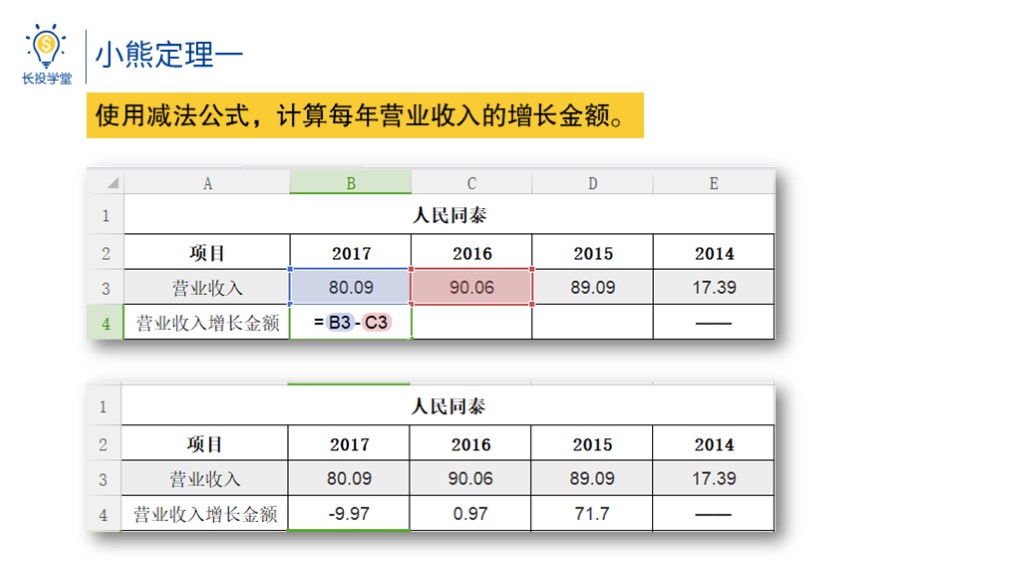 长投学堂
小熊定理一
使用减法公式，计算每年营业收入的增长金额。
A B C D E
1 人民同泰
2 项目 2017 2016 2015 2014
3 营业收入 80.09 90.06 89.09 17.39
4 营业收入增长金额 =B3-C3 ——
1 人民同泰
2 项目 2017 2016 2015 2014
3 营业收入 80.09 90.06 89.09 17.39
4 营业收入增长金额 -9.97 0.97 71.7 ——